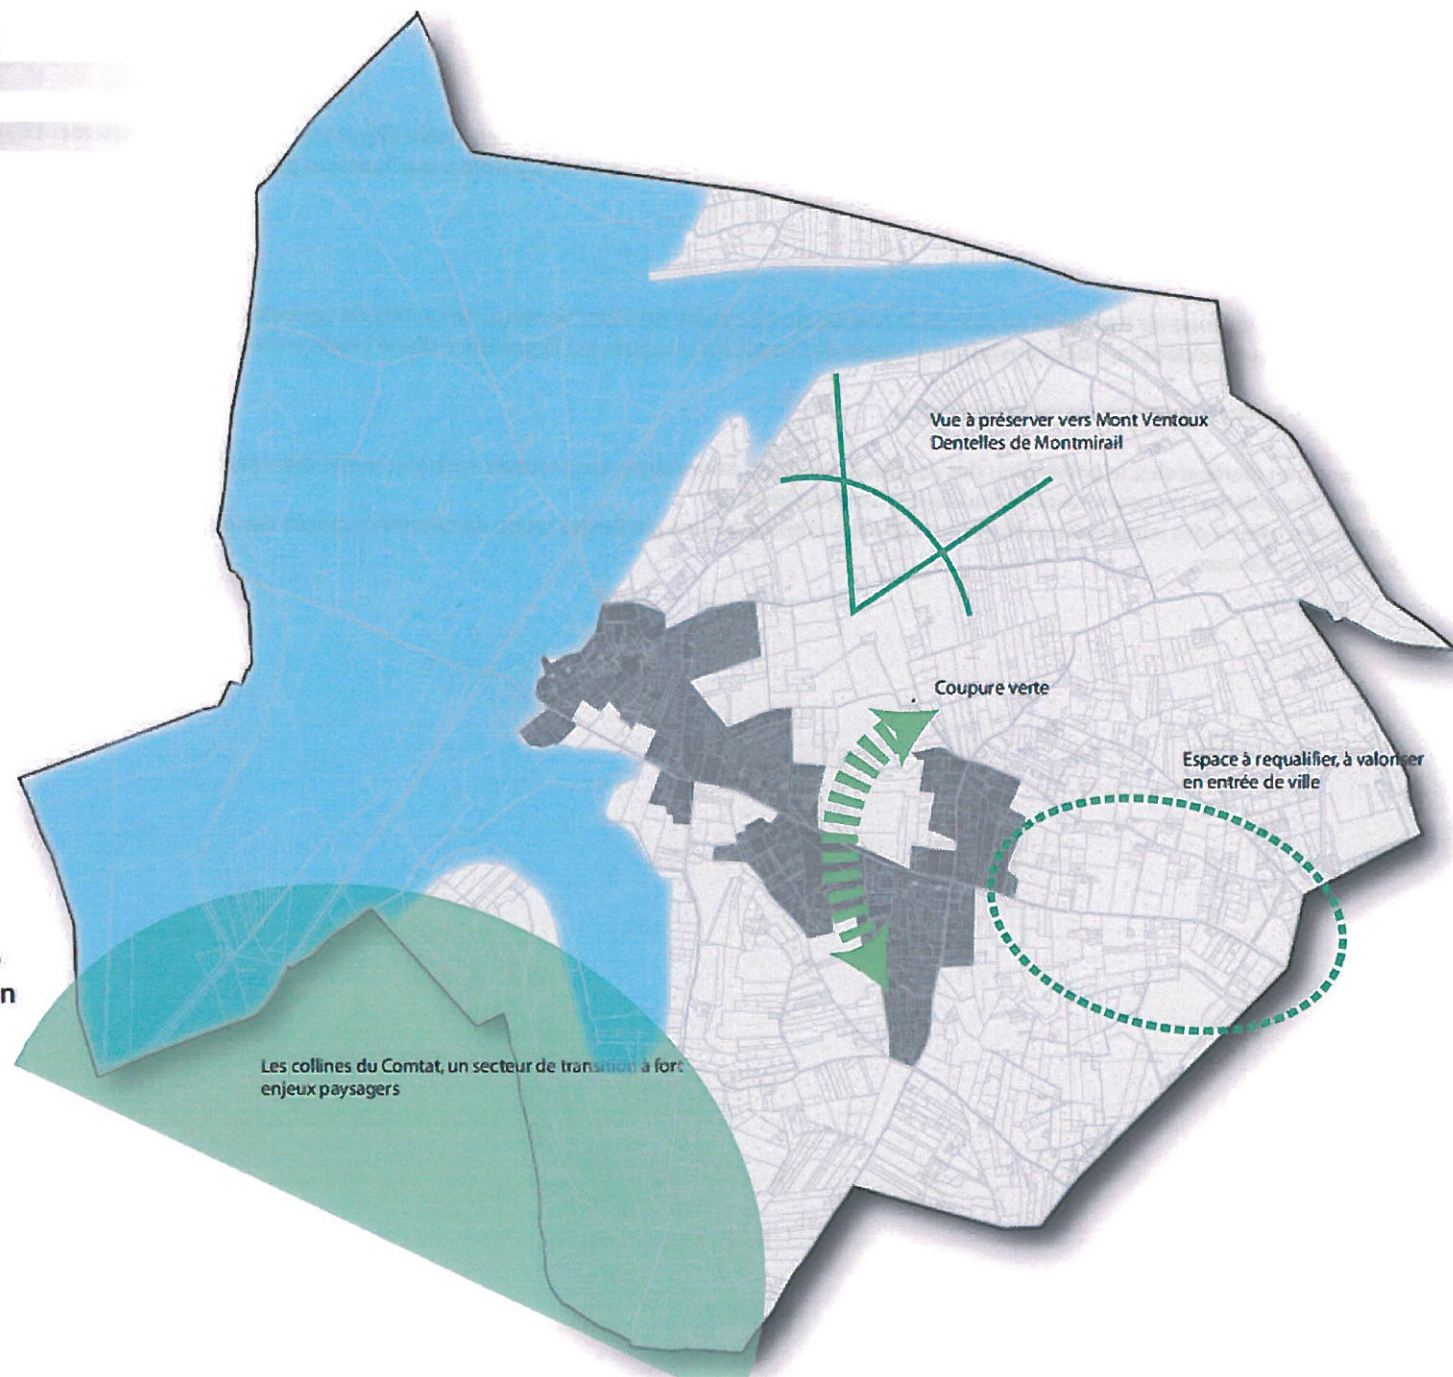 Vue à préserver vers Mont Ventoux
Dentelles de Montmirail
Coupure verte
Espace à requalifier, à valoriser
en entrée de ville
n
Les collines du Comtat, un secteur de transition à fort
enjeux paysagers